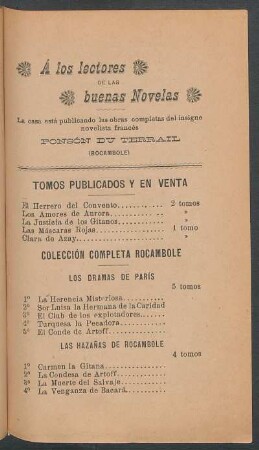 Á los lectores
DE LAS
buenas Novelas
La casa está publicando las obras completas del insigne
novelista francés
PONSÓN DU TERRAIL
(ROCAMBOLE)
TOMOS PUBLICADOS Y EN VENTA
El Herrero del Convento............ 2 tomos
Los Amores de Aurora.............. »
La Justicia de los Gitanos.......... »
Las Máscaras Rojas................ 1 tomo
Clara de Azay..................... »
COLECCIÓN COMPLETA ROCAMBOLE
LOS DRAMAS DE PARÍS
5 tomos
1º La Herencia Misteriosa..........
2º Sor Luisa la Hermana de la Caridad
3º El Club de los explotadores......
4º Turquesa la Pecadora..........
5º El Conde de Artoff.............
LAS HAZAÑAS DE ROCAMBOLE
4 tomos
1º Carmen la Gitana..............
2º La Condesa de Artoff...........
3º La Muerte del Salvaje..........
4º La Venganza de Bacará.........